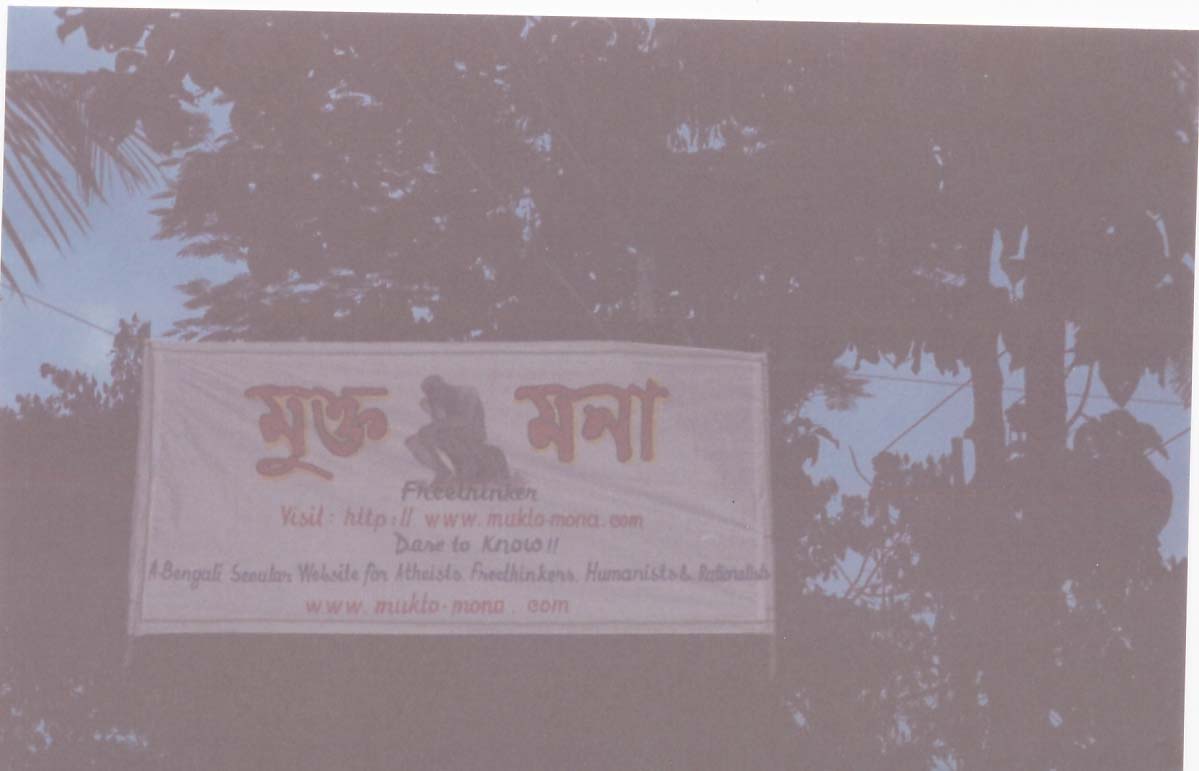 মুক্ত মনা
Freethinker
Visit : http :// www. mukto-mona. com
Dare to Know !!
A Bengali Secular Website for Atheists, Freethinkers, Humanists & Rationalists
www. mukto-mona . com